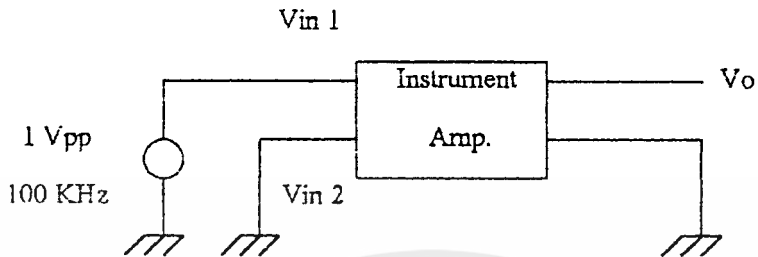 Vin 1
Instrument
Vo
1 Vpp
Amp.
100 KHz
Vin 2